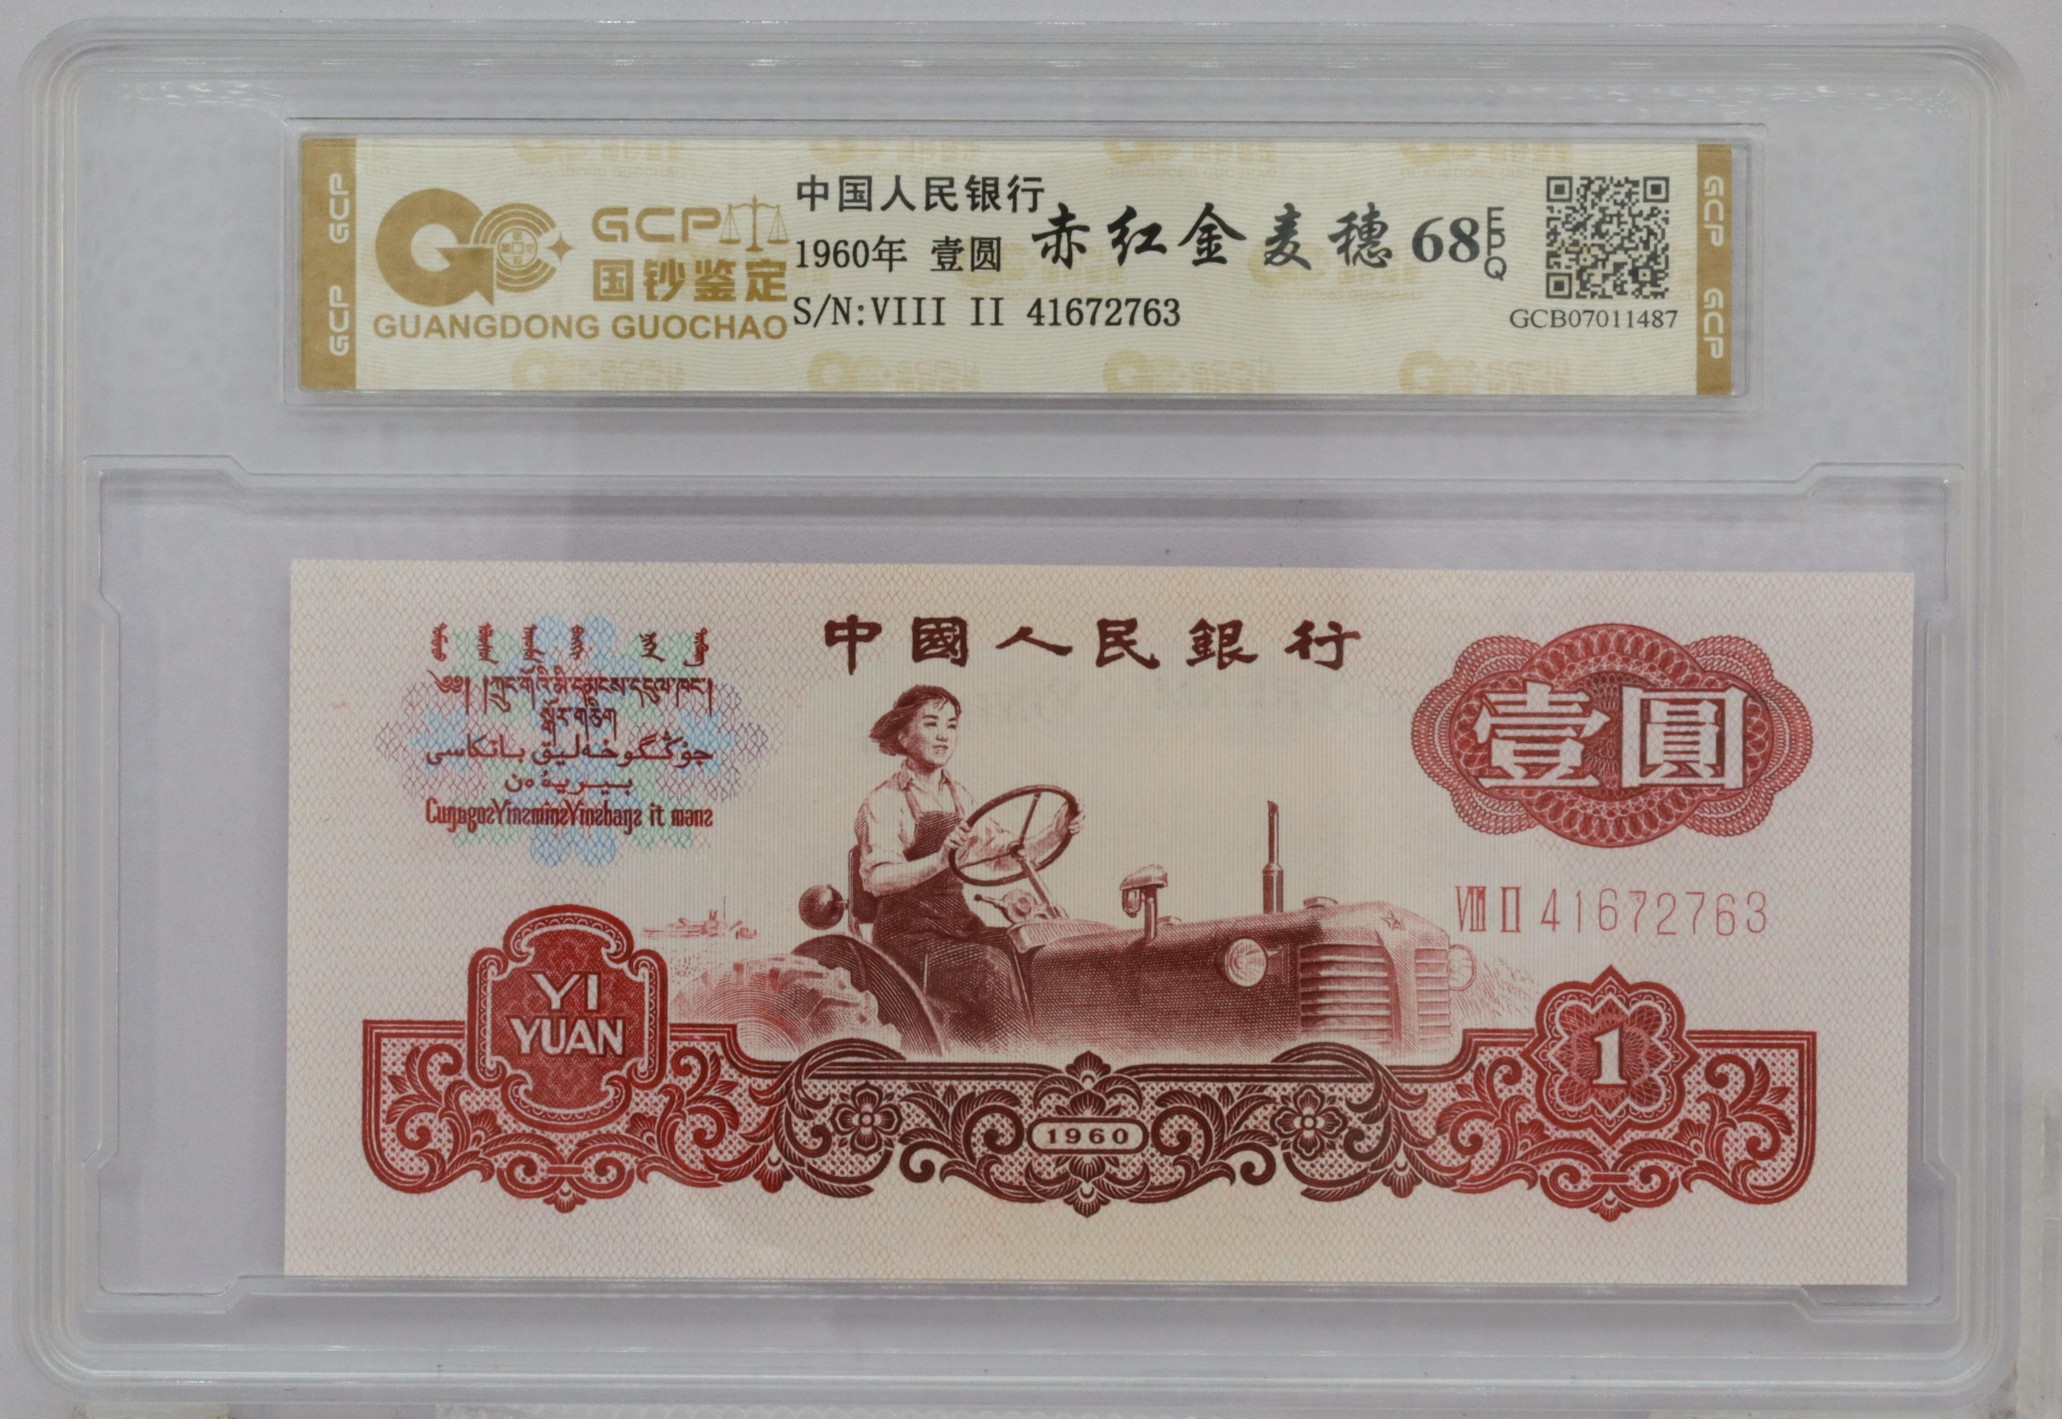 GCP
GCP
GCP
国钞鉴定
GUANGDONG GUOCHAO
中国人民银行
1960年 壹圆
S/N:VIII II 41672763
赤红金麦穗 68 EPQ
GCB07011487
GCP
GCP
中國人民銀行
壹圓
VIII II 41672763
YI
YUAN
1
1960